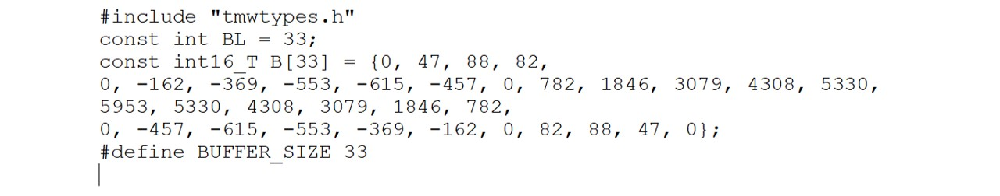 #include "tmwtypes.h"
const int BL = 33;
const int16_T B[33] = {0, 47, 88, 82,
0, -162, -369, -553, -615, -457, 0, 782, 1846, 3079, 4308, 5330,
5953, 5330, 4308, 3079, 1846, 782,
0, -457, -615, -553, -369, -162, 0, 82, 88, 47, 0};
#define BUFFER_SIZE 33